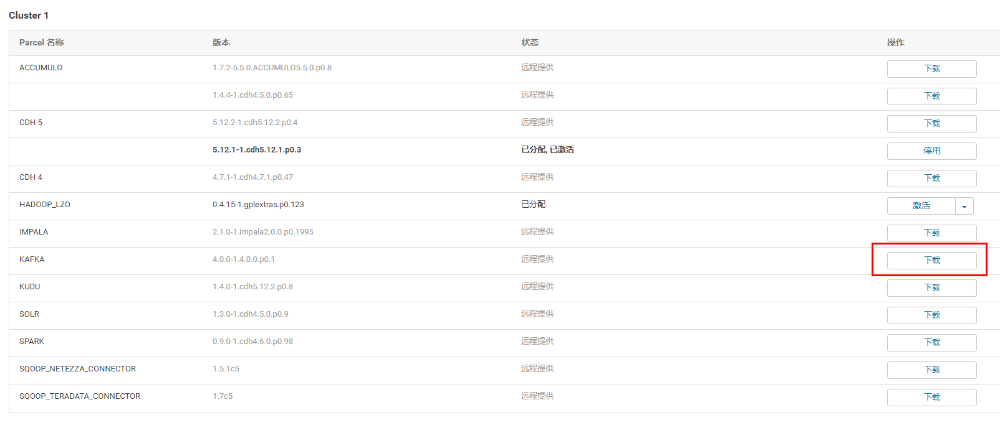 Cluster 1
Parcel 名称 版本 状态 操作
ACCUMULO 1.7.2-5.5.0.ACCUMULO5.5.0.p0.8 远程提供 下载
1.4.4-1.cdh4.5.0.p0.65 远程提供 下载
CDH 5 5.12.2-1.cdh5.12.2.p0.4 远程提供 下载
5.12.1-1.cdh5.12.1.p0.3 已分配, 已激活 停用
CDH 4 4.7.1-1.cdh4.7.1.p0.47 远程提供 下载
HADOOP_LZO 0.4.15-1.gplextras.p0.123 已分配 激活
IMPALA 2.1.0-1.impala2.0.0.p0.1995 远程提供 下载
KAFKA 4.0.0-1.4.0.0.p0.1 远程提供 下载
KUDU 1.4.0-1.cdh5.12.2.p0.8 远程提供 下载
SOLR 1.3.0-1.cdh4.5.0.p0.9 远程提供 下载
SPARK 0.9.0-1.cdh4.6.0.p0.98 远程提供 下载
SQOOP_NETEZZA_CONNECTOR 1.5.1c5 远程提供 下载
SQOOP_TERADATA_CONNECTOR 1.7c5 远程提供 下载